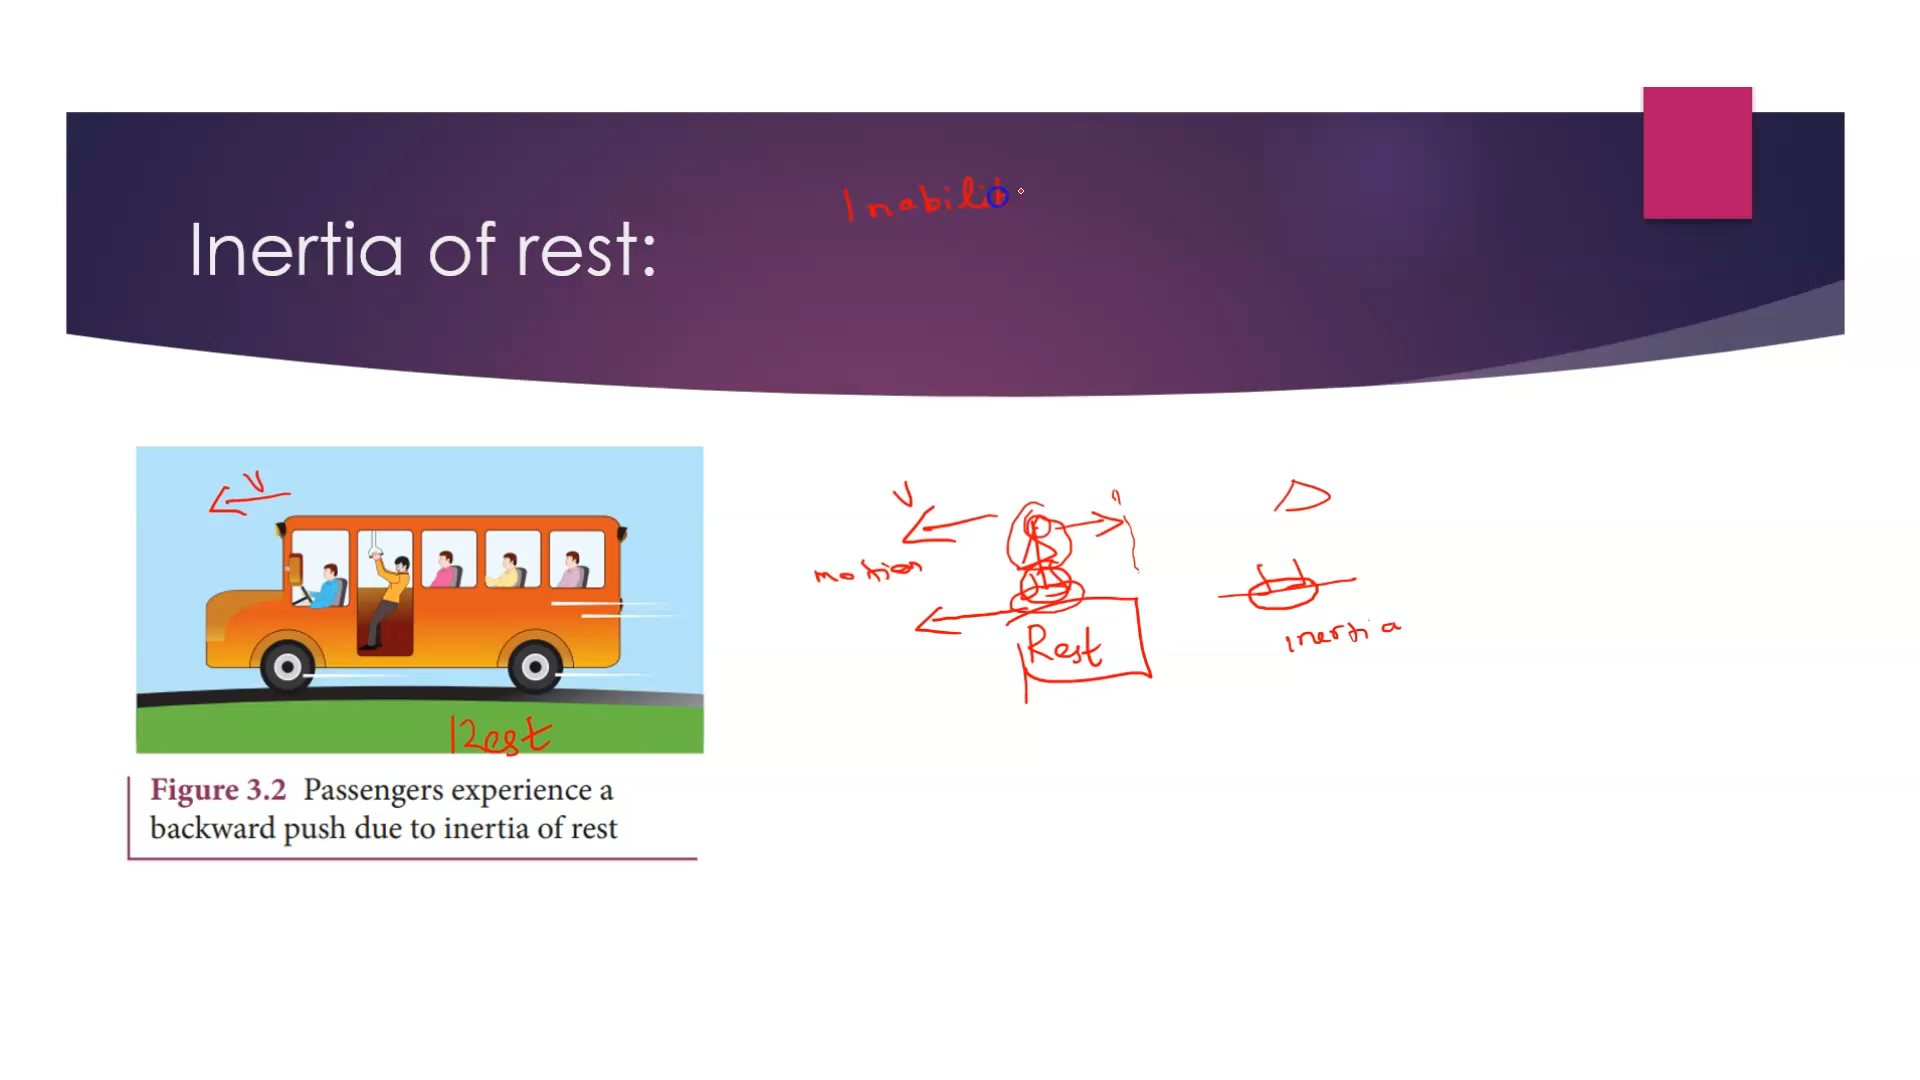 Inabilit
Inertia of rest:
V
V
motion
Rest
inertia
Rest
Figure 3.2 Passengers experience a
backward push due to inertia of rest